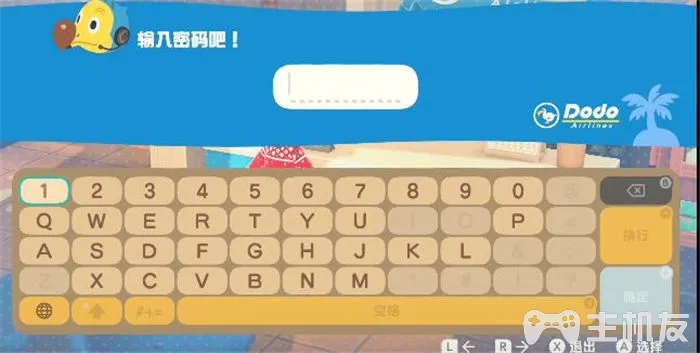 输入密码吧！
Dodo
Airlines
1 2 3 4 5 6 7 8 9 0
B
Q W E R T Y U I O P =
换行
A S D F G H J K L &
Z X C V B N M * # ! ?
确定
#+=
空格
L R X 退出 A 选择
主机友